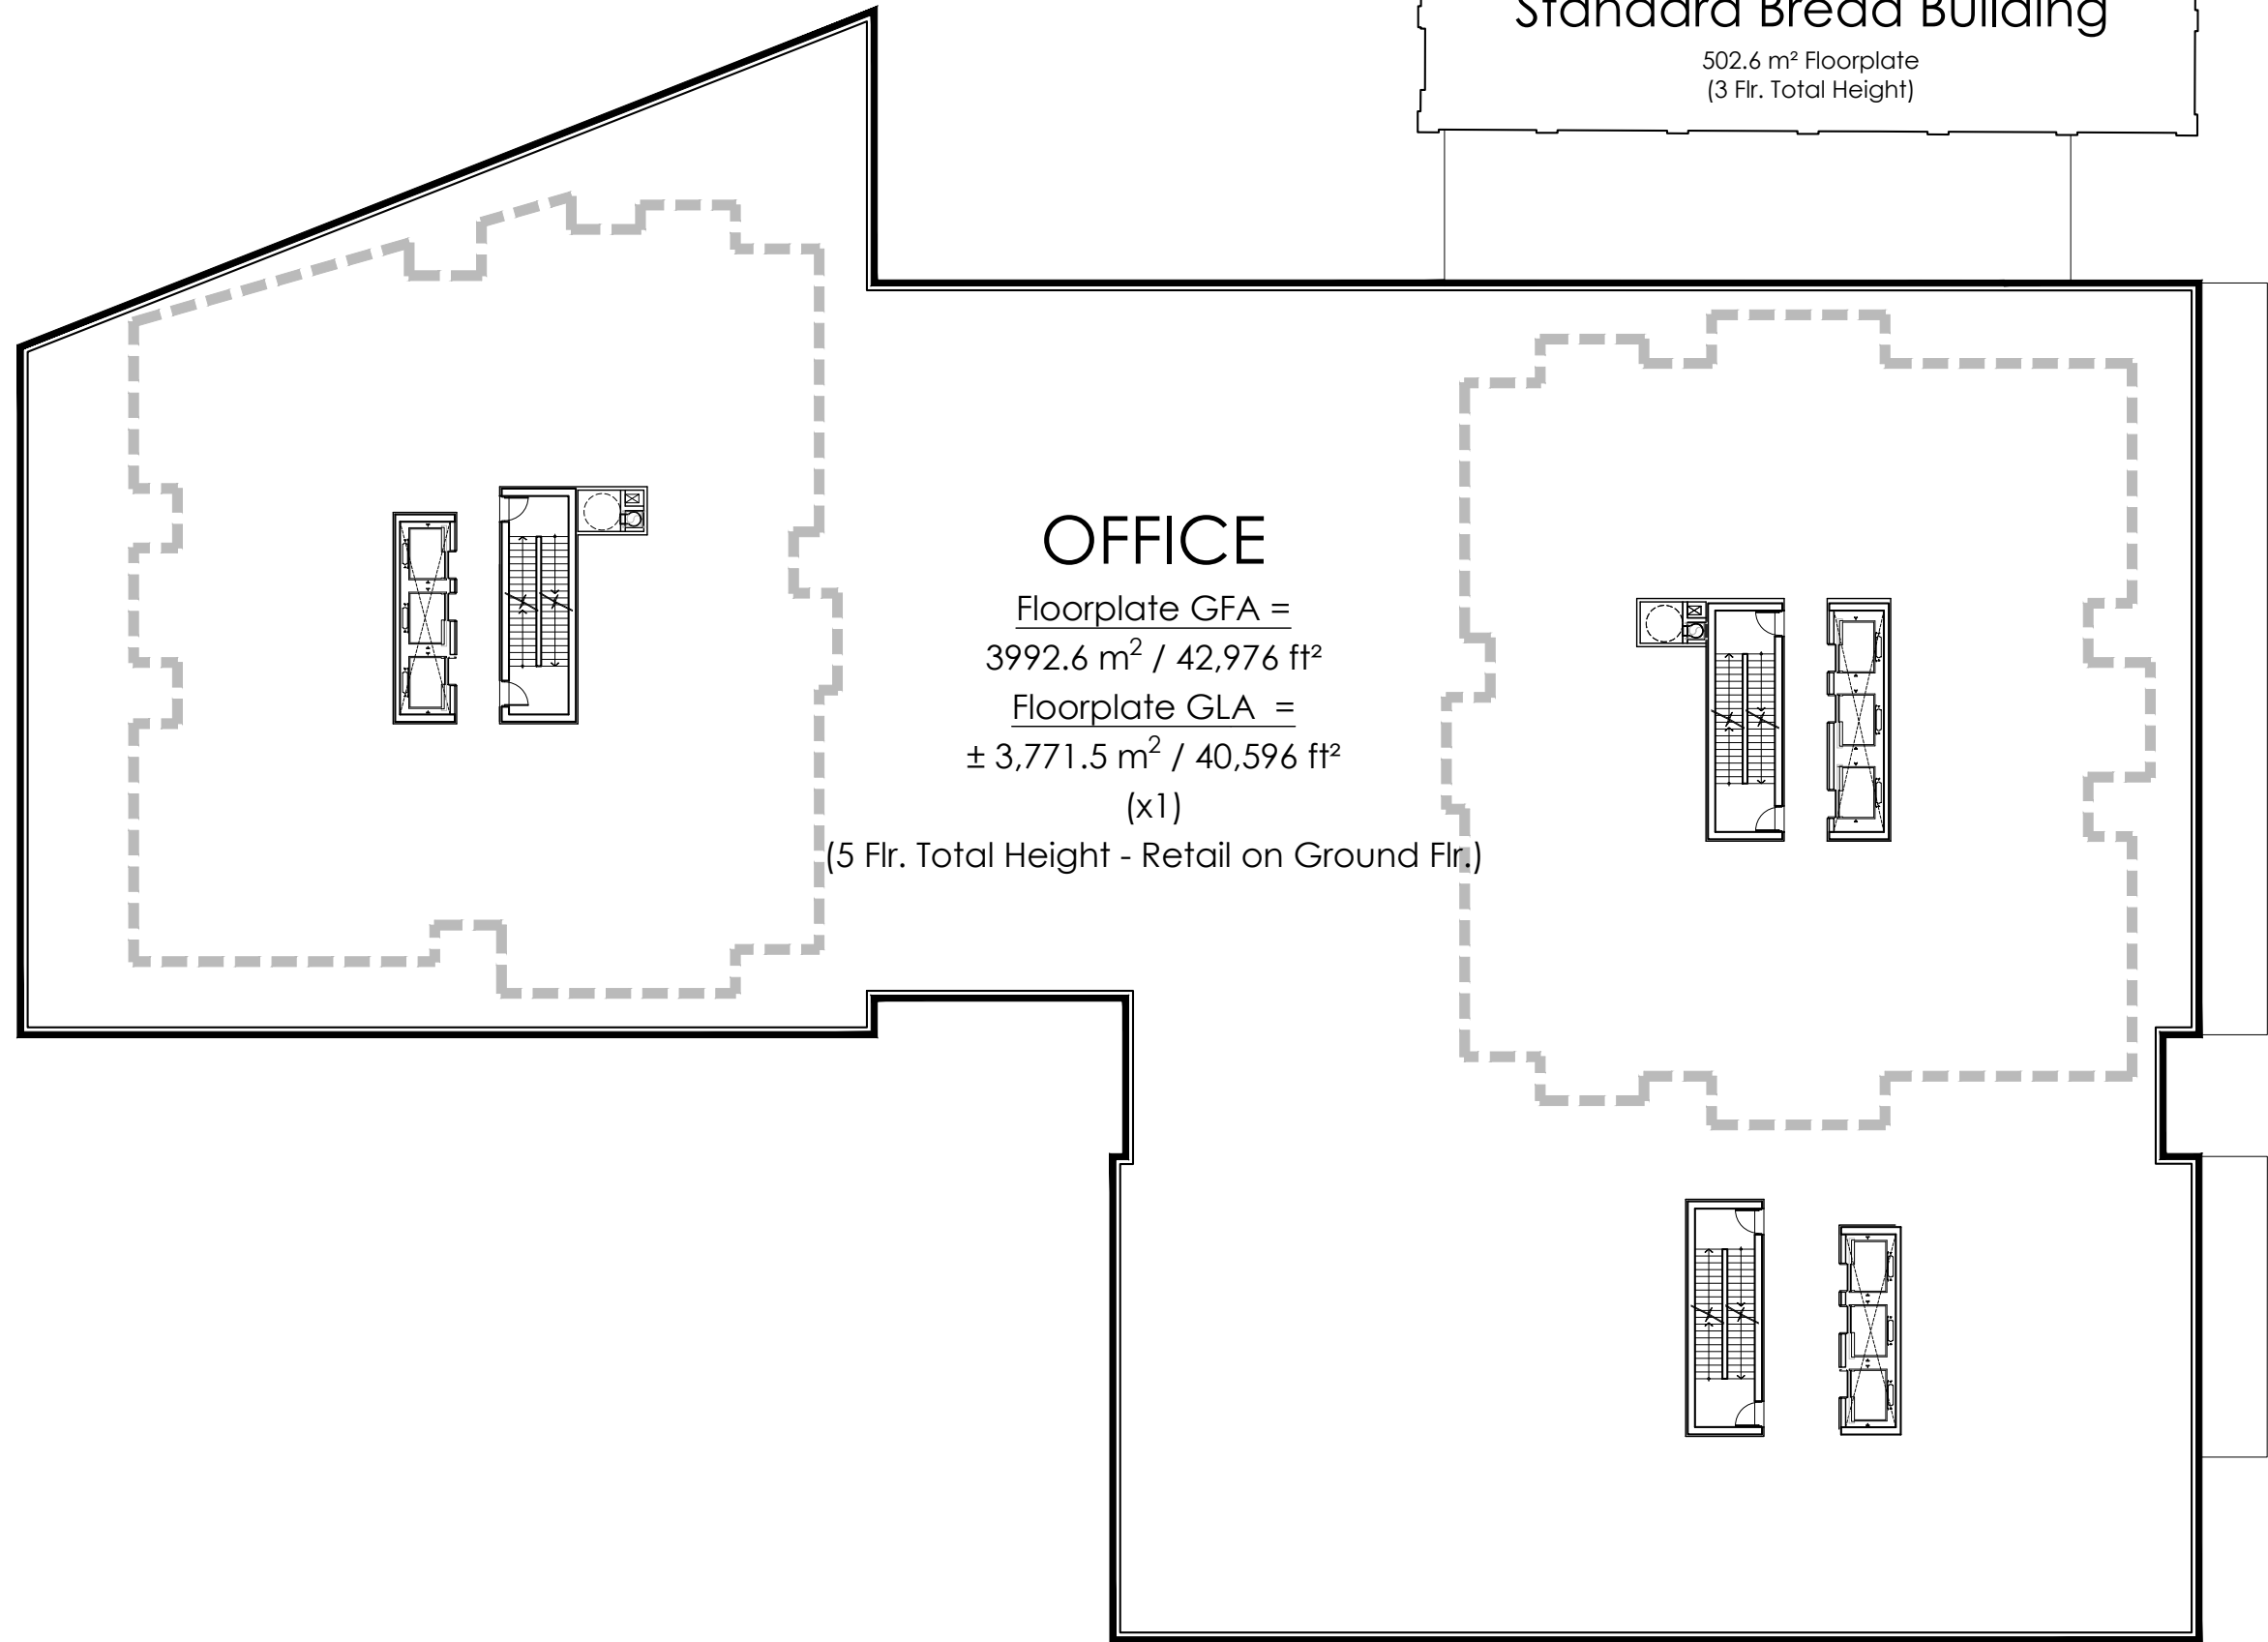 Standard Bread Building
502.6 m² Floorplate
(3 Flr. Total Height)
OFFICE
Floorplate GFA =
3992.6 m² / 42,976 ft²
Floorplate GLA =
± 3,771.5 m² / 40,596 ft²
(x1)
(5 Flr. Total Height - Retail on Ground Flr.)